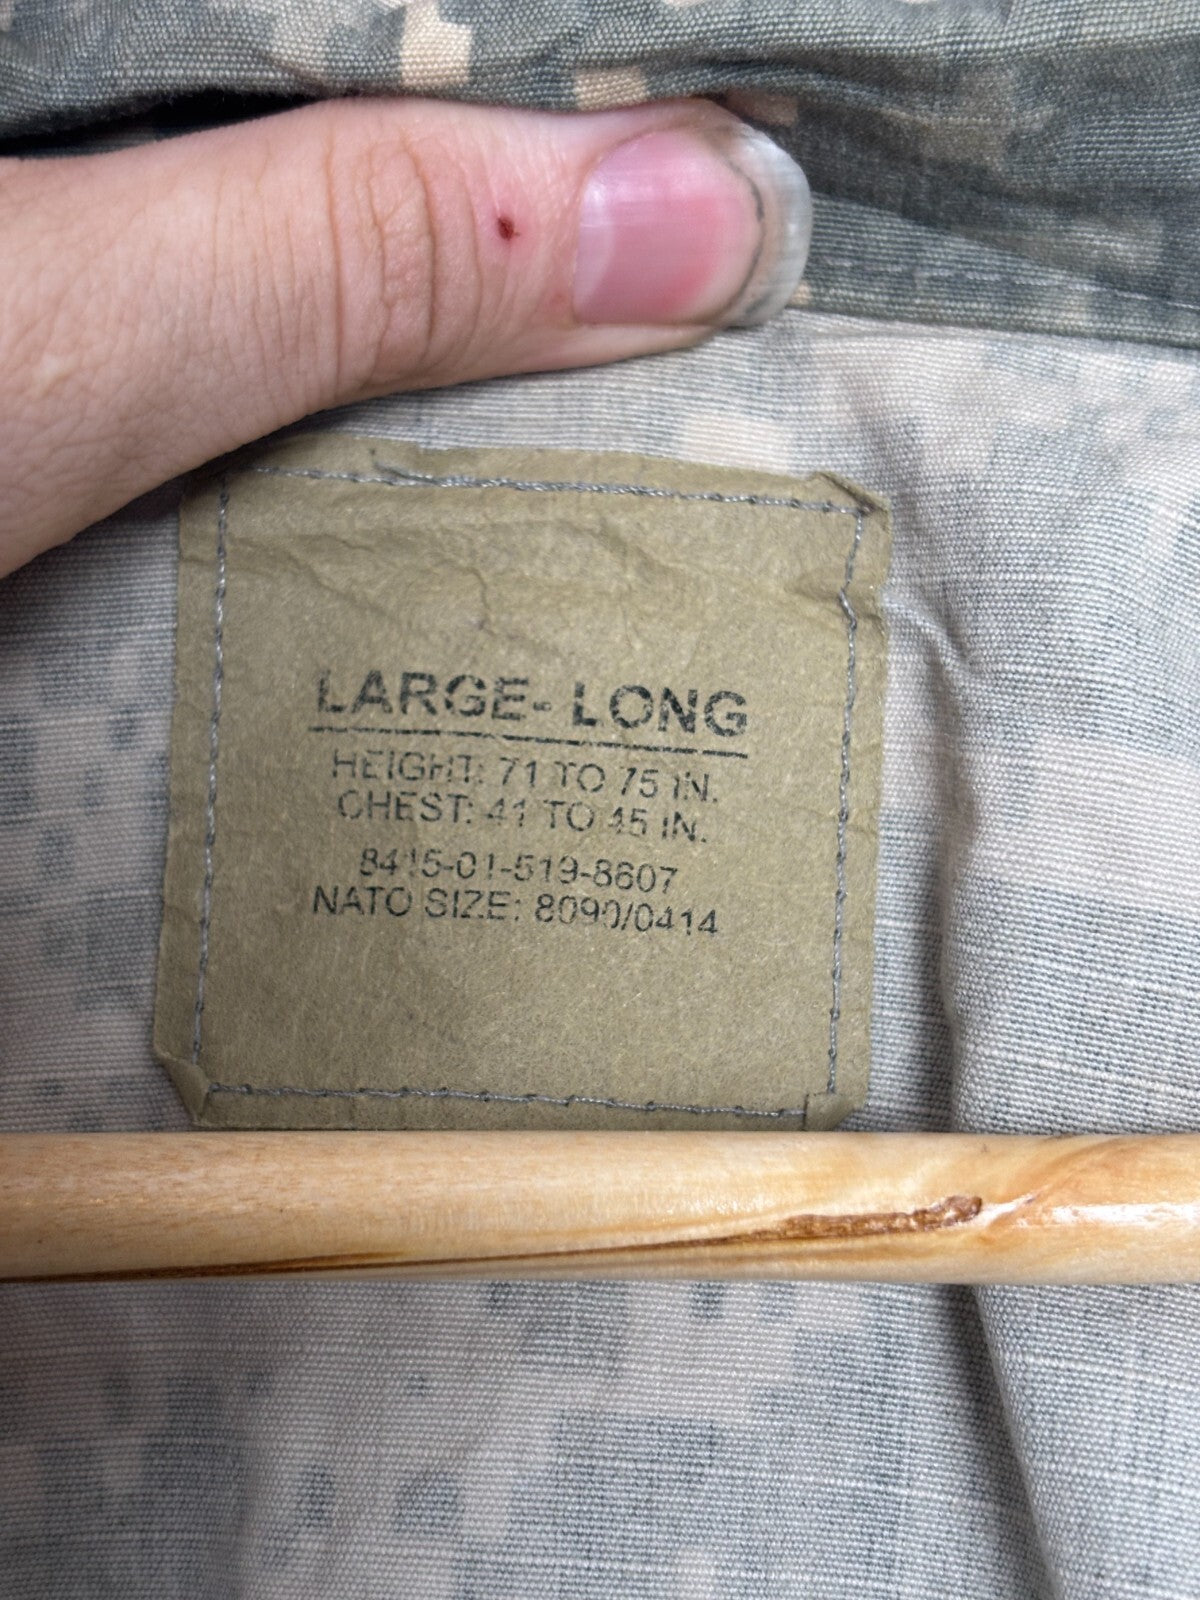 LARGE-LONG
HEIGHT: 71 TO 75 IN.
CHEST: 41 TO 45 IN.
8415-01-519-8607
NATO SIZE: 8090/0414